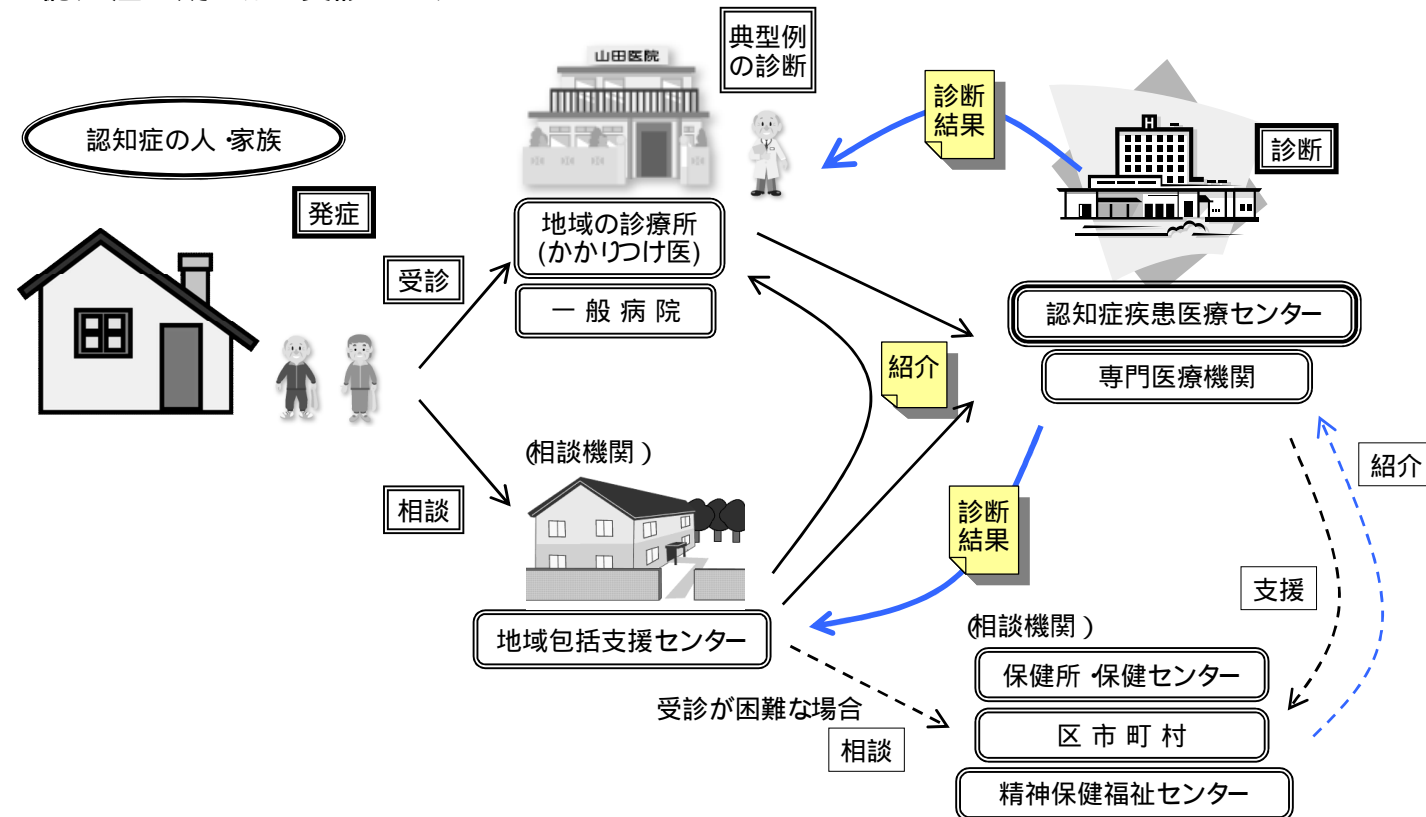 山田医院
典型例
の診断
診断
結果
認知症の人・家族
診断
発症
地域の診療所
(かかりつけ医)
受診
一般病院
認知症疾患医療センター
紹介
専門医療機関
(相談機関)
紹介
相談
診断
結果
支援
地域包括支援センター
(相談機関)
保健所・保健センター
受診が困難な場合
区市町村
相談
精神保健福祉センター
H